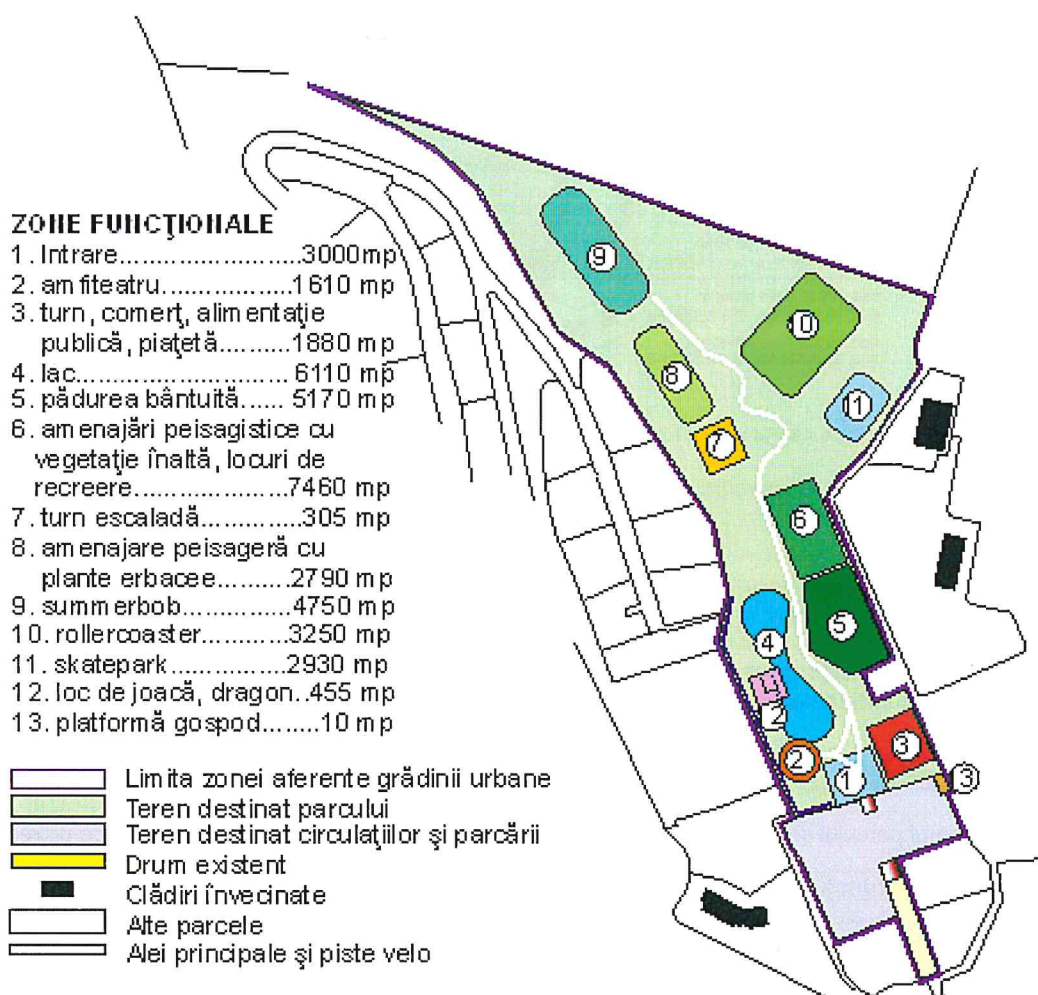 ZONE FUNCŢIONALE
1. Intrare............................3000mp
2. amfiteatru.................1610 mp
3. turn, comerţ, alimentaţie
publică, piaţetă.........1880 mp
4. lac............................ 6110 mp
5. pădurea bântuită...... 5170 mp
6. amenajări peisagistice cu
vegetaţie înaltă, locuri de
recreere....................7460 mp
7. turn escaladă.............305 mp
8. amenajare peisageră cu
plante erbacee.........2790 mp
9. summerbob..............4750 mp
10. rollercoaster............3250 mp
11. skatepark...............2930 mp
12. loc de joacă, dragon..455 mp
13. platformă gospod.......10 mp
Limita zonei aferente grădinii urbane
Teren destinat parcului
Teren destinat circulaţiilor şi parcării
Drum existent
Clădiri învecinate
Alte parcele
Alei principale şi piste velo
9
10
8
11
7
6
5
4
12
2
3
1
13